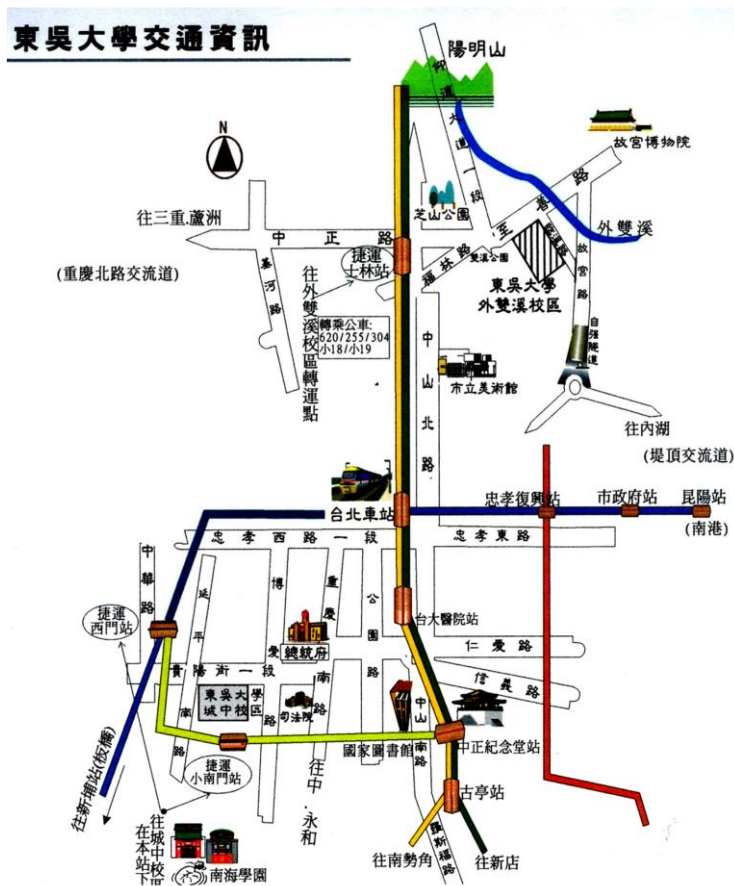 東吳大學交通資訊
陽明山
仰
德
大
道
一
段
N
故宮博物院
往三重.蘆洲
芝山公園
至善路
外雙溪
中正路
(重慶北路交流道)
捷運
士林站
福林路
雙溪公園
東吳大學
外雙溪校區
故宮路
基河路
往外雙溪校區轉運點
轉乘公車:
620/255/304
小18/小19
自強隧道
中山北路
市立美術館
往內湖
(堤頂交流道)
台北車站
忠孝復興站
市政府站
昆陽站
(南港)
忠孝西路一段
忠孝東路
中華路
延平南路
博愛路
重慶南路
公園路
捷運
西門站
台大醫院站
總統府
仁愛路
貴陽街一段
信義路
東吳大學
城中校區
司法院
中山南路
國家圖書館
中正紀念堂站
捷運
小南門站
往中.永和
古亭站
往新埔站(板橋)
往城中校區
在本站下
南海學園
羅斯福路
往南勢角
往新店